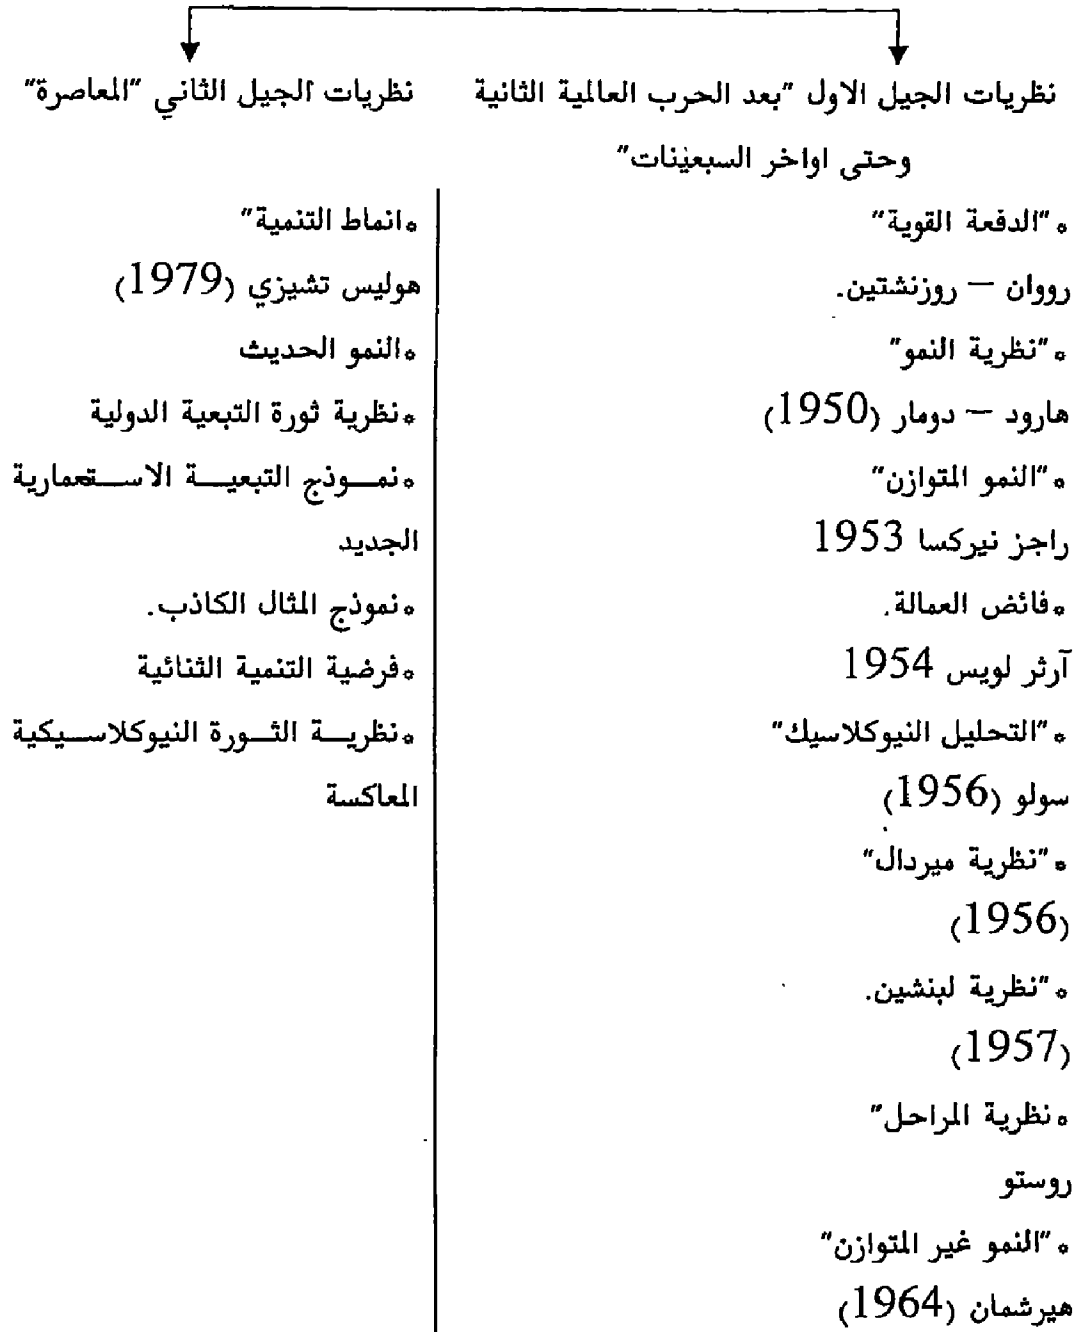 نظريات الجيل الاول "بعد الحرب العالمية الثانية
وحتى اواخر السبعينات"
*"الدفعة القوية"
رووان – روزنشتين.
*"نظرية النمو"
هارود – دومار (1950)
*"النمو المتوازن"
راجز نيركسا 1953
*فائض العمالة.
آرثر لويس 1954
*"التحليل النيوكلاسيك"
سولو (1956)
*"نظرية ميردال"
(1956)
*"نظرية لبنشين.
(1957)
*نظرية المراحل"
روستو
*"النمو غير المتوازن"
هيرشمان (1964)
نظريات الجيل الثاني "المعاصرة"
*انماط التنمية"
هوليس تشيزي (1979)
*النمو الحديث
*نظرية ثورة التبعية الدولية
*نموذج التبعية الاستعمارية
الجديد
*نموذج المثال الكاذب.
*فرضية التنمية الثنائية
*نظرية الثورة النيوكلاسيكية
المعاكسة